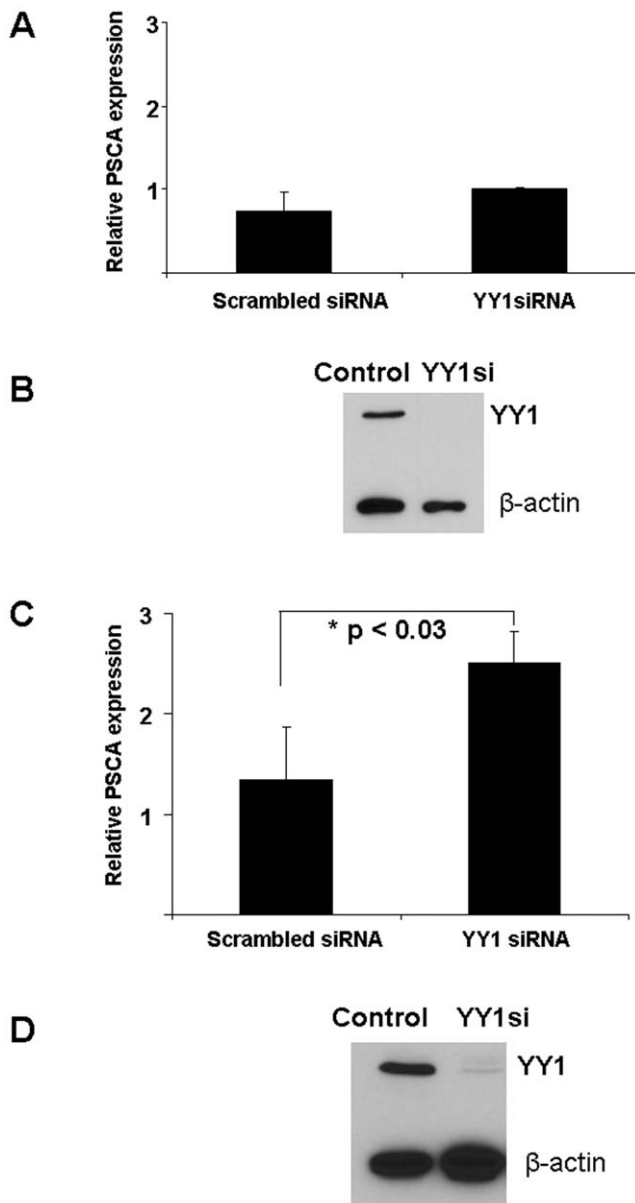 A
Relative PSCA expression
3
2
1
Scrambled siRNA YY1siRNA
B
Control YY1si
YY1
β-actin
C
Relative PSCA expression
3
2
1
* p < 0.03
Scrambled siRNA YY1 siRNA
D
Control YY1si
YY1
β-actin